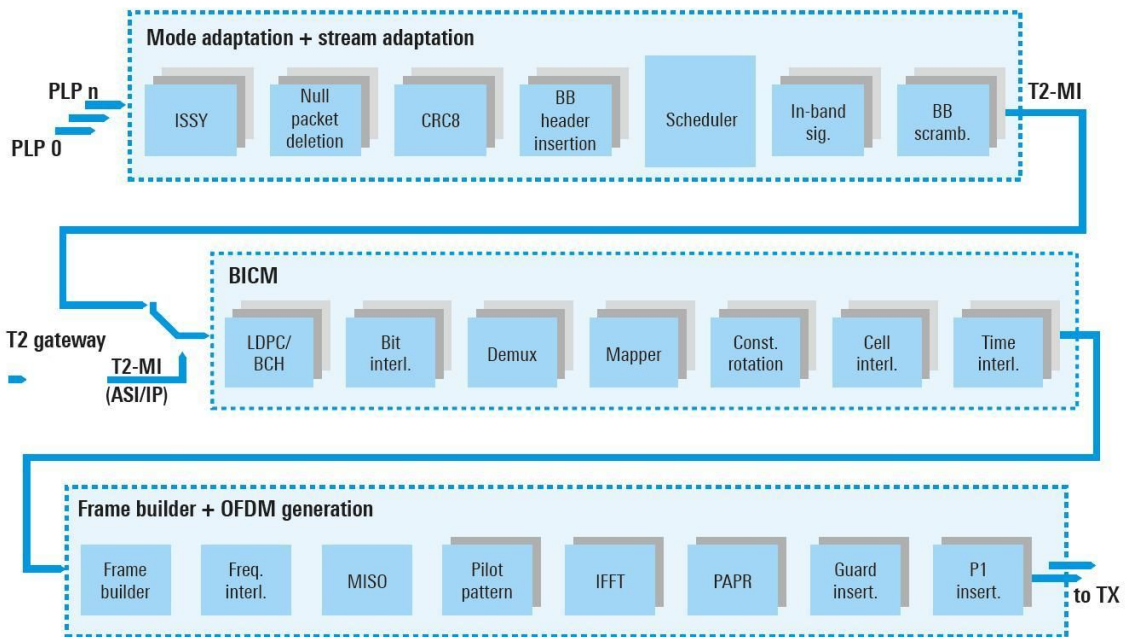 Mode adaptation + stream adaptation
PLP n
PLP 0
ISSY
Null
packet
deletion
CRC8
BB
header
insertion
Scheduler
In-band
sig.
BB
scramb.
T2-MI
BICM
T2 gateway
T2-MI
(ASI/IP)
LDPC/
BCH
Bit
interl.
Demux
Mapper
Const.
rotation
Cell
interl.
Time
interl.
Frame builder + OFDM generation
Frame
builder
Freq.
interl.
MISO
Pilot
pattern
IFFT
PAPR
Guard
insert.
P1
insert.
to TX